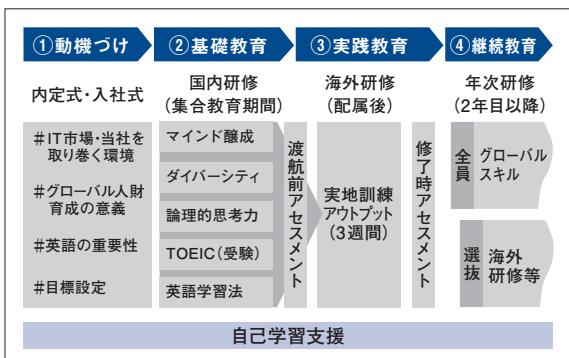 ①動機づけ
②基礎教育
③実践教育
④継続教育
内定式・入社式
国内研修
(集合教育期間)
海外研修
(配属後)
年次研修
(2年目以降)
#IT市場・当社を
取り巻く環境
#グローバル人財
育成の意義
#英語の重要性
#目標設定
マインド醸成
ダイバーシティ
論理的思考力
TOEIC(受験)
英語学習法
渡航前アセスメント
実地訓練
アウトプット
(3週間)
修了時アセスメント
全員
グローバル
スキル
選抜
海外
研修等
自己学習支援